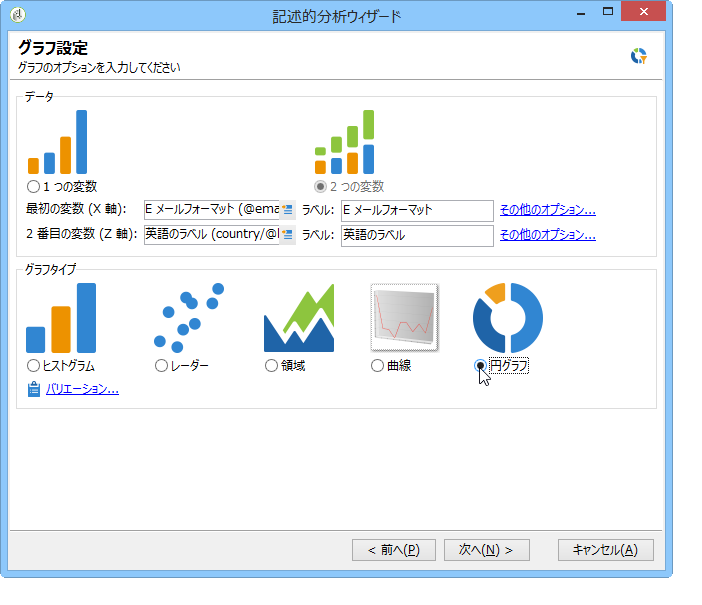 記述的分析ウィザード
グラフ設定
グラフのオプションを入力してください
データ
1 つの変数
2 つの変数
最初の変数 (X 軸): E メールフォーマット (@ema ラベル: E メールフォーマット その他のオプション...
2 番目の変数 (Z 軸): 英語のラベル (country/@l ラベル: 英語のラベル その他のオプション...
グラフタイプ
ヒストグラム
レーダー
領域
曲線
円グラフ
バリエーション...
< 前へ(P)
次へ(N) >
キャンセル(A)